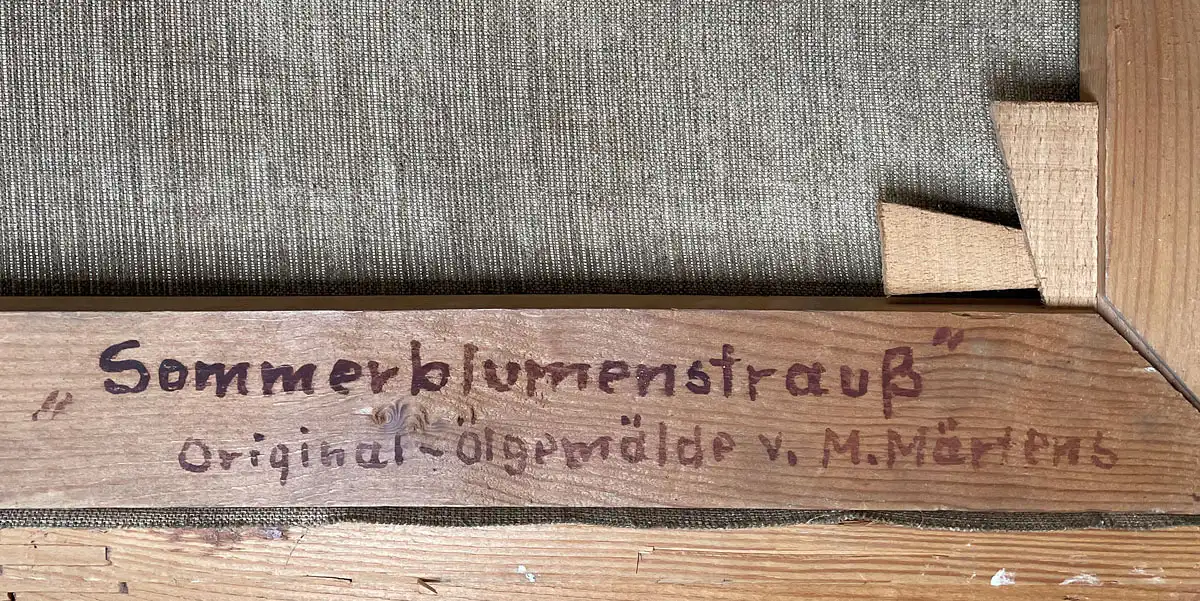 „Sommerblumenstrauß“
Original-Ölgemälde v. M. Märtens